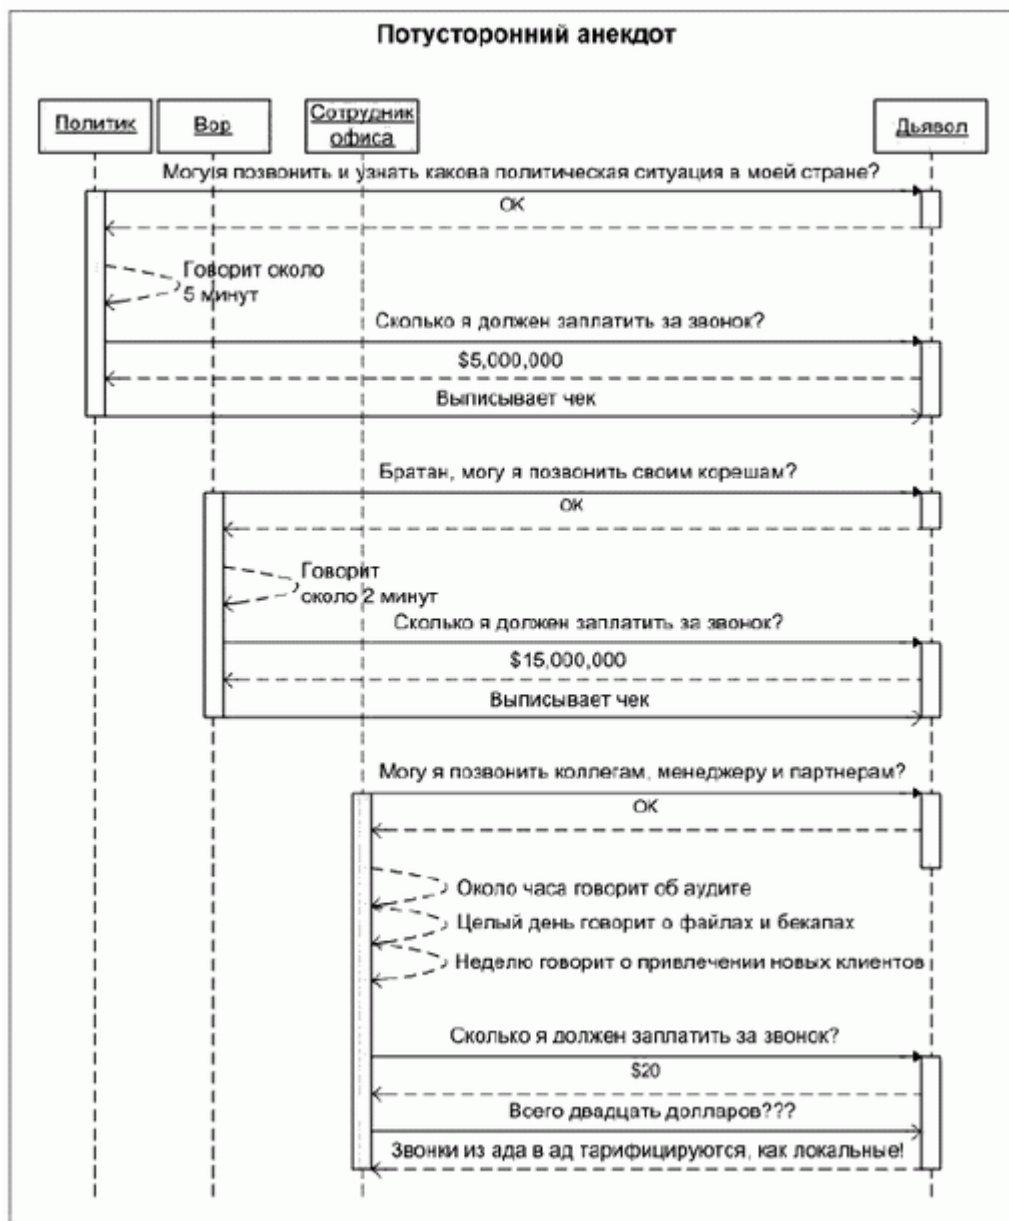 Потусторонний анекдот
Политик
Вор
Сотрудник
офиса
Дьявол
Могу я позвонить и узнать какова политическая ситуация в моей стране?
OK
Говорит около
5 минут
Сколько я должен заплатить за звонок?
$5,000,000
Выписывает чек
Братан, могу я позвонить своим корешам?
OK
Говорит
около 2 минут
Сколько я должен заплатить за звонок?
$15,000,000
Выписывает чек
Могу я позвонить коллегам, менеджеру и партнерам?
OK
Около часа говорит об аудите
Целый день говорит о файлах и бекапах
Неделю говорит о привлечении новых клиентов
Сколько я должен заплатить за звонок?
$20
Всего двадцать долларов???
Звонки из ада в ад тарифицируются, как локальные!